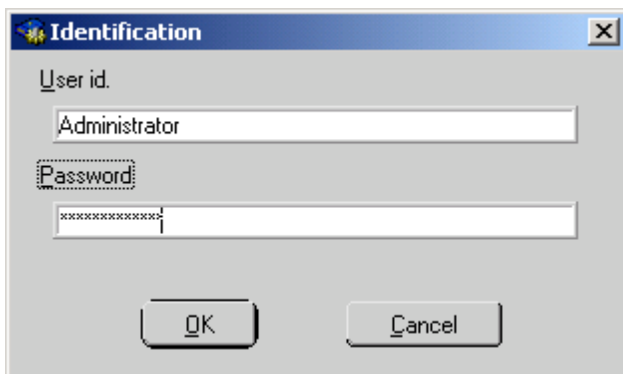 Identification
User id.
Administrator
Password
*************
OK
Cancel